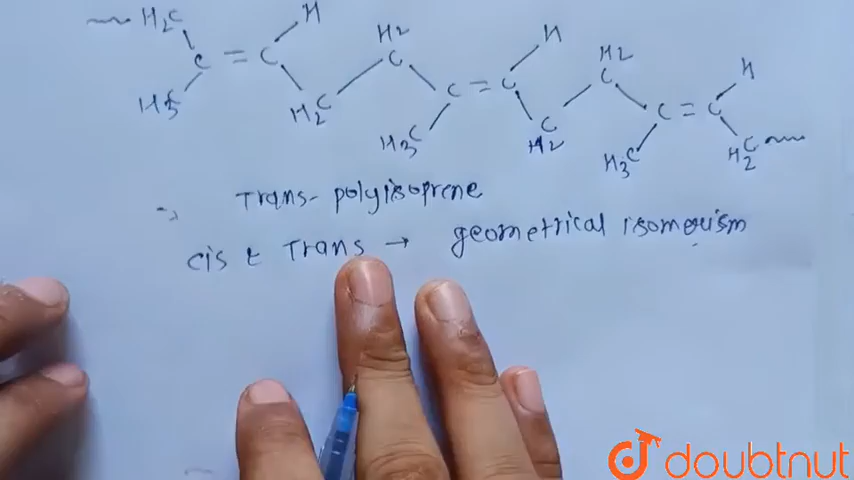 H2C H H2 H H2 H
C = C C C = C C C = C
H3C H2C H3C C H2 H3C H2C
Trans- polyisoprene
cis & Trans → geometrical isomerism
doubtnut